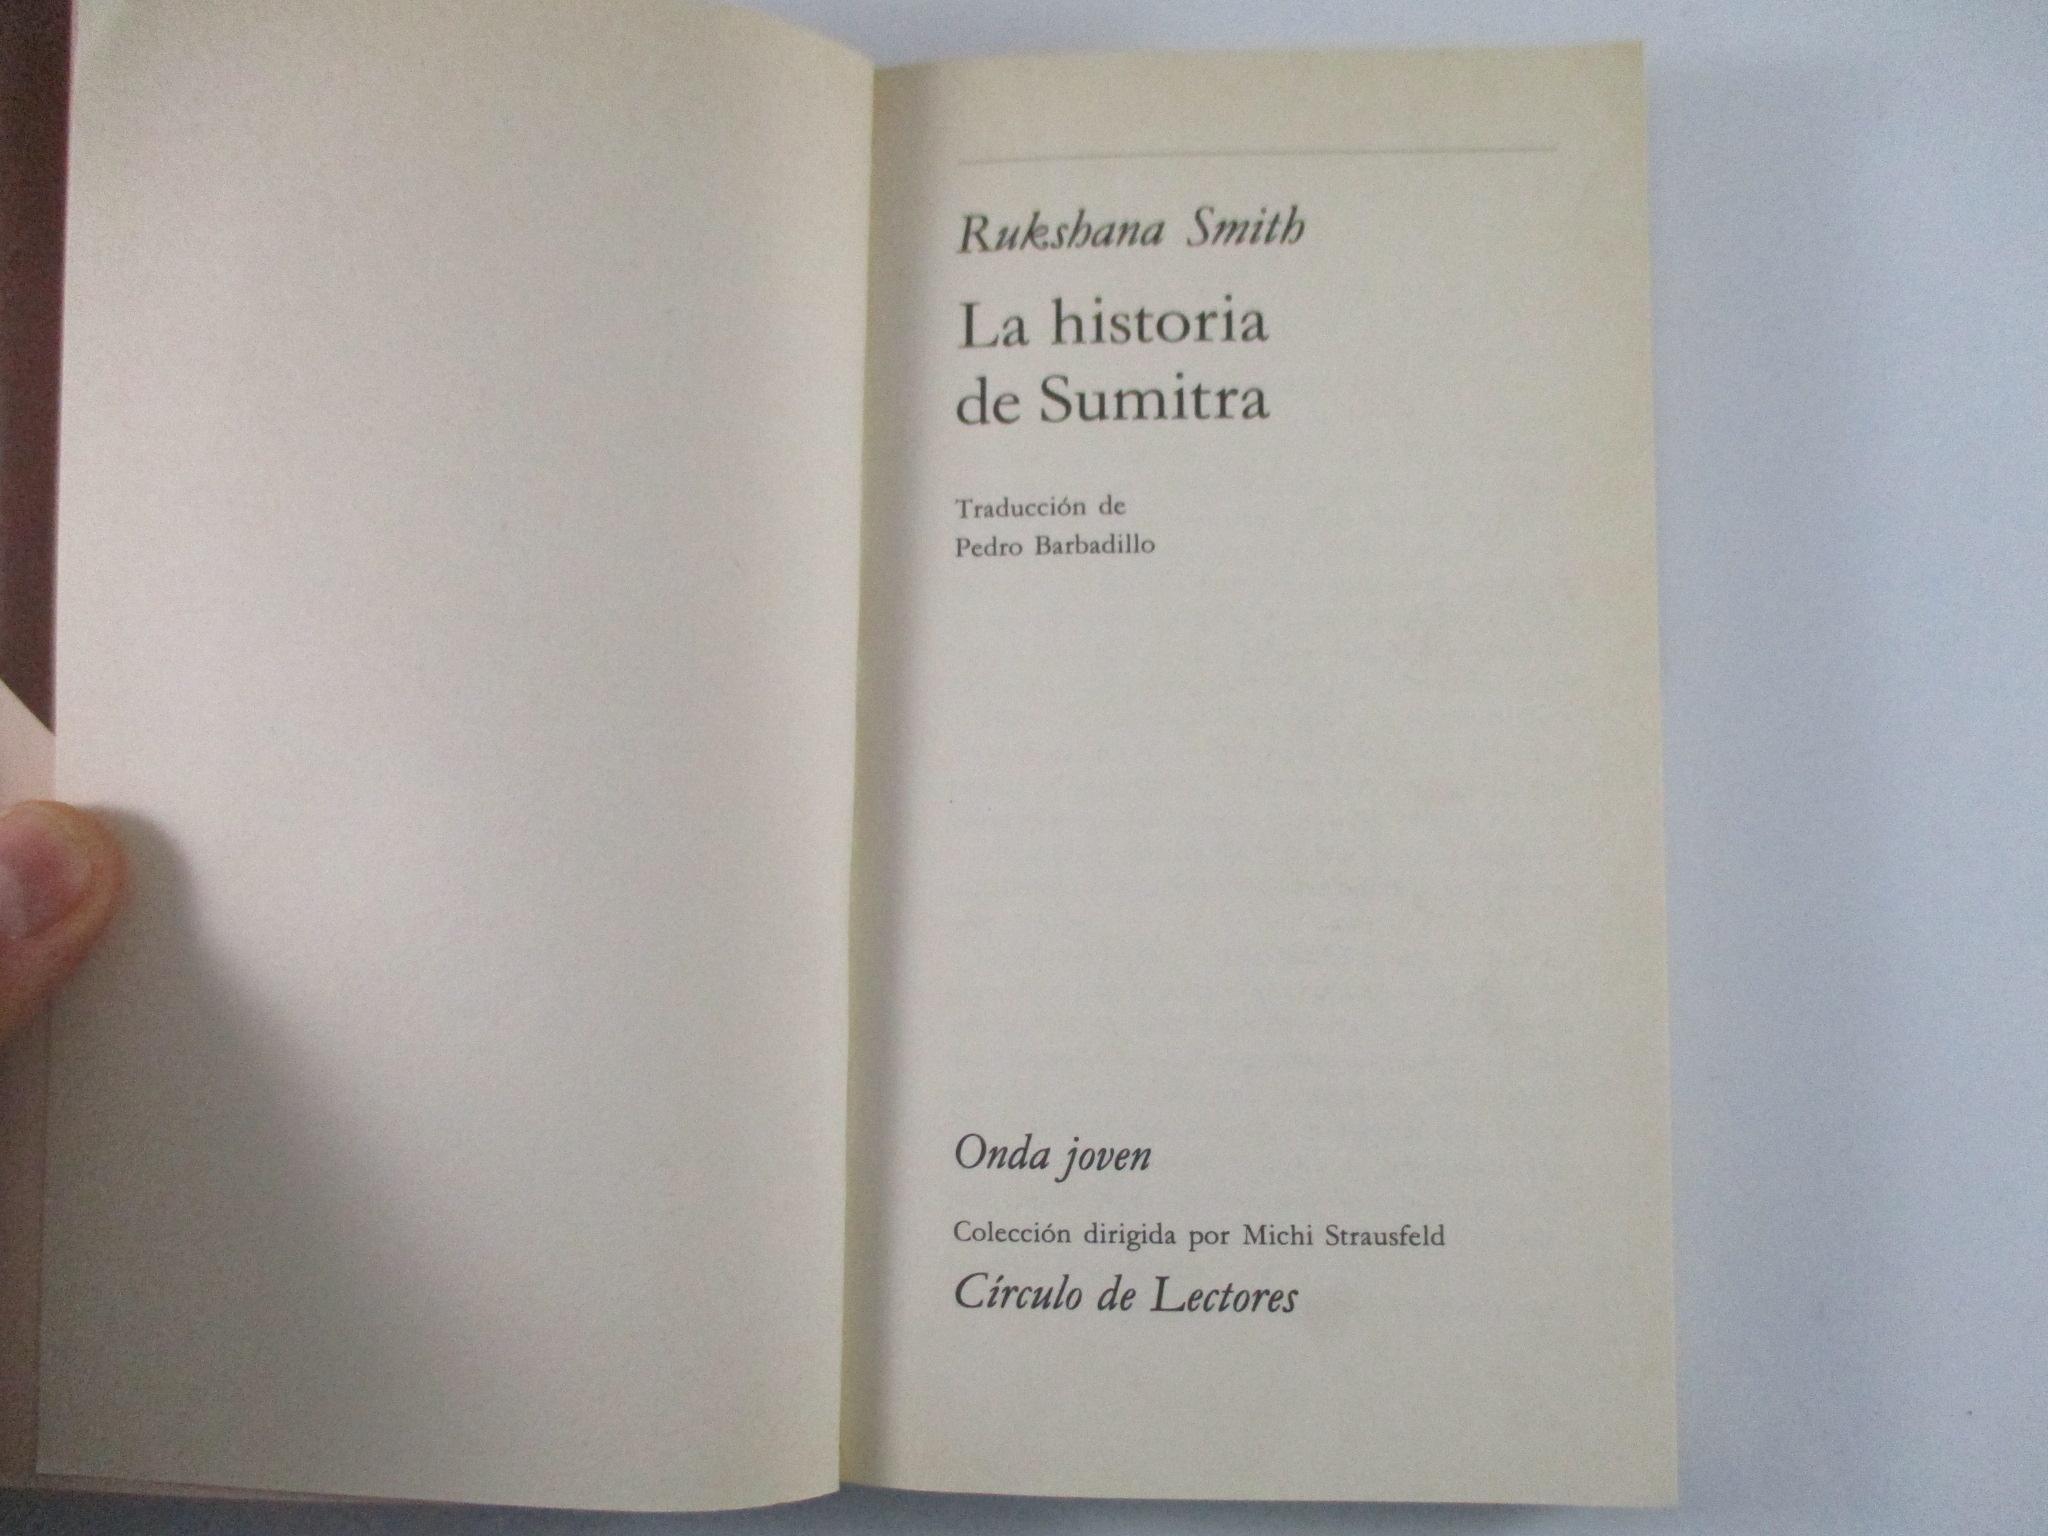 Rukshana Smith
La historia
de Sumitra
Traducción de
Pedro Barbadillo
Onda joven
Colección dirigida por Michi Strausfeld
Círculo de Lectores